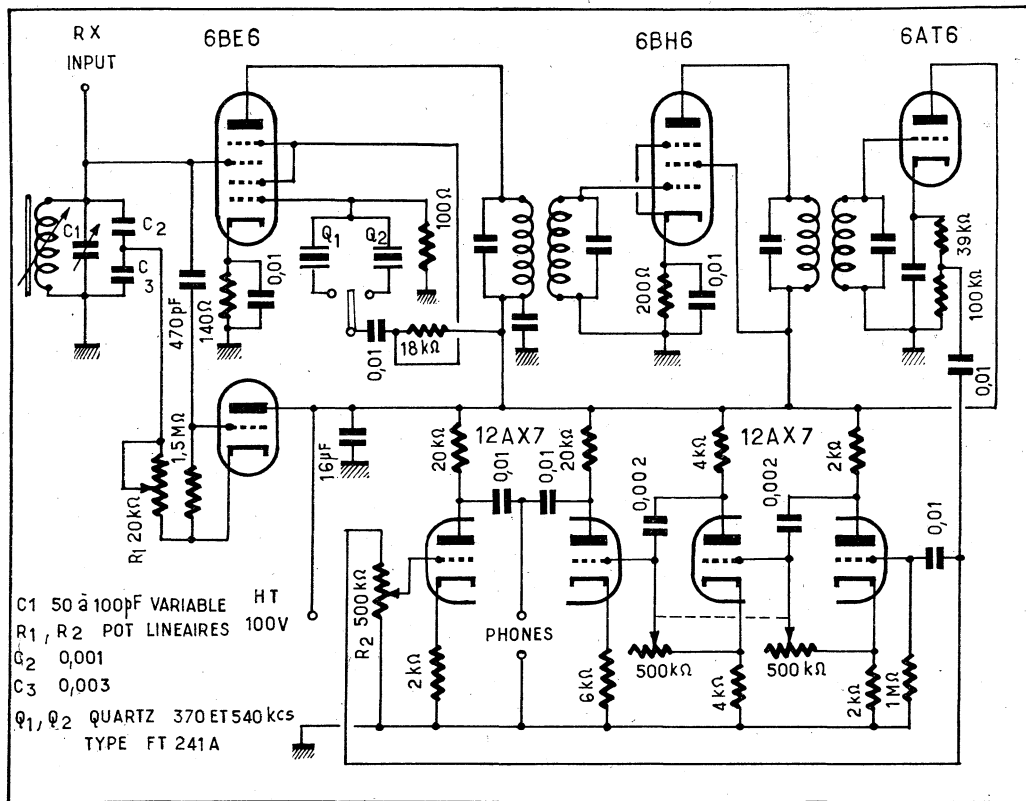 RX
INPUT
6BE6
6BH6
6AT6
C1
C2
C
3
470pF
140Ω
0,01
Q1
Q2
100Ω
0,01
18kΩ
200Ω
0,01
39kΩ
100kΩ
0,01
1,5MΩ
R1 20kΩ
16µF
20kΩ
12AX7
0,01
0,01
20kΩ
4kΩ
12AX7
2kΩ
0,002
0,002
0,01
R2 500kΩ
2kΩ
PHONES
6kΩ
500kΩ
4kΩ
500kΩ
2kΩ
1MΩ
HT
100V
C1 50 à 100pF VARIABLE
R1, R2 POT LINEAIRES
C2 0,001
C3 0,003
Q1, Q2 QUARTZ 370 ET 540 kcs
TYPE FT 241A